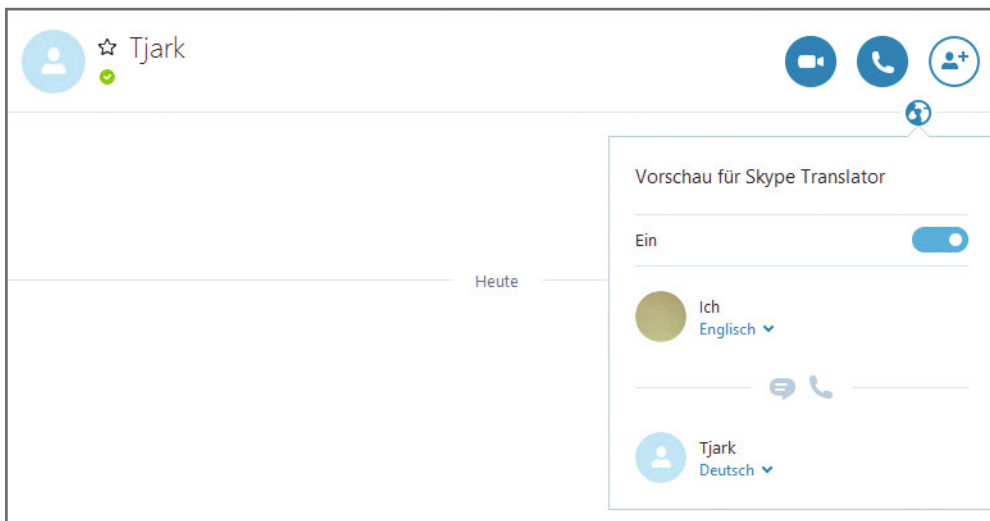 Tjark
Vorschau für Skype Translator
Ein
Heute
Ich
Englisch
Tjark
Deutsch